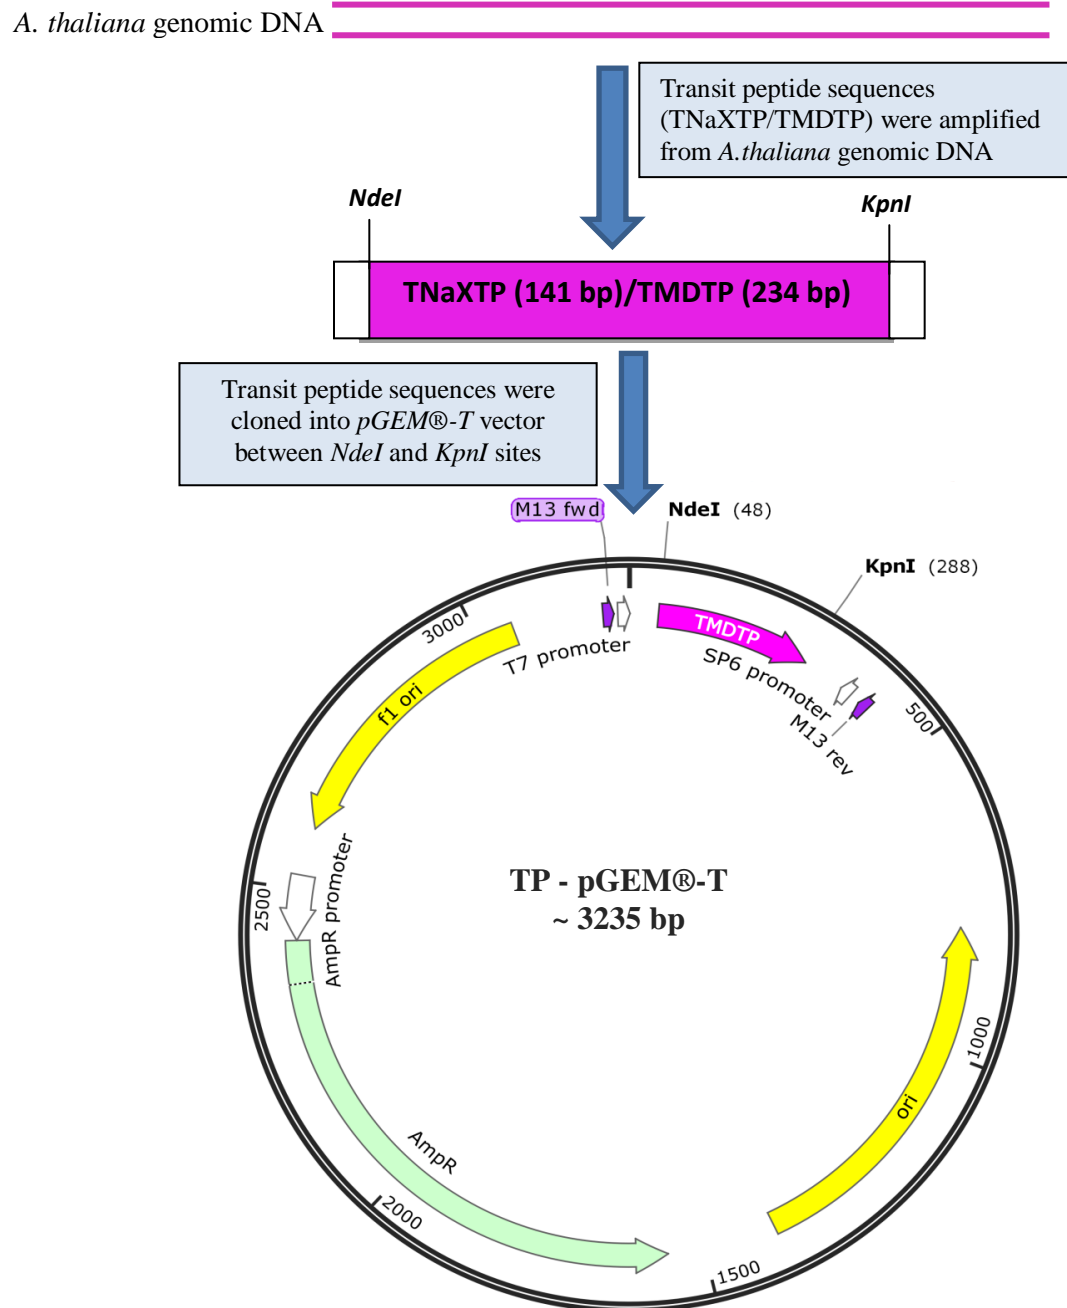 A. thaliana genomic DNA
Transit peptide sequences
(TNaXTP/TMDTP) were amplified
from A.thaliana genomic DNA
NdeI
KpnI
TNaXTP (141 bp)/TMDTP (234 bp)
Transit peptide sequences were
cloned into pGEM®-T vector
between NdeI and KpnI sites
M13 fwd
NdeI (48)
KpnI (288)
3000
T7 promoter
TMDTP
SP6 promoter
M13 rev
500
f1 ori
2500
AmpR promoter
TP - pGEM®-T
~ 3235 bp
1000
ori
AmpR
2000
1500